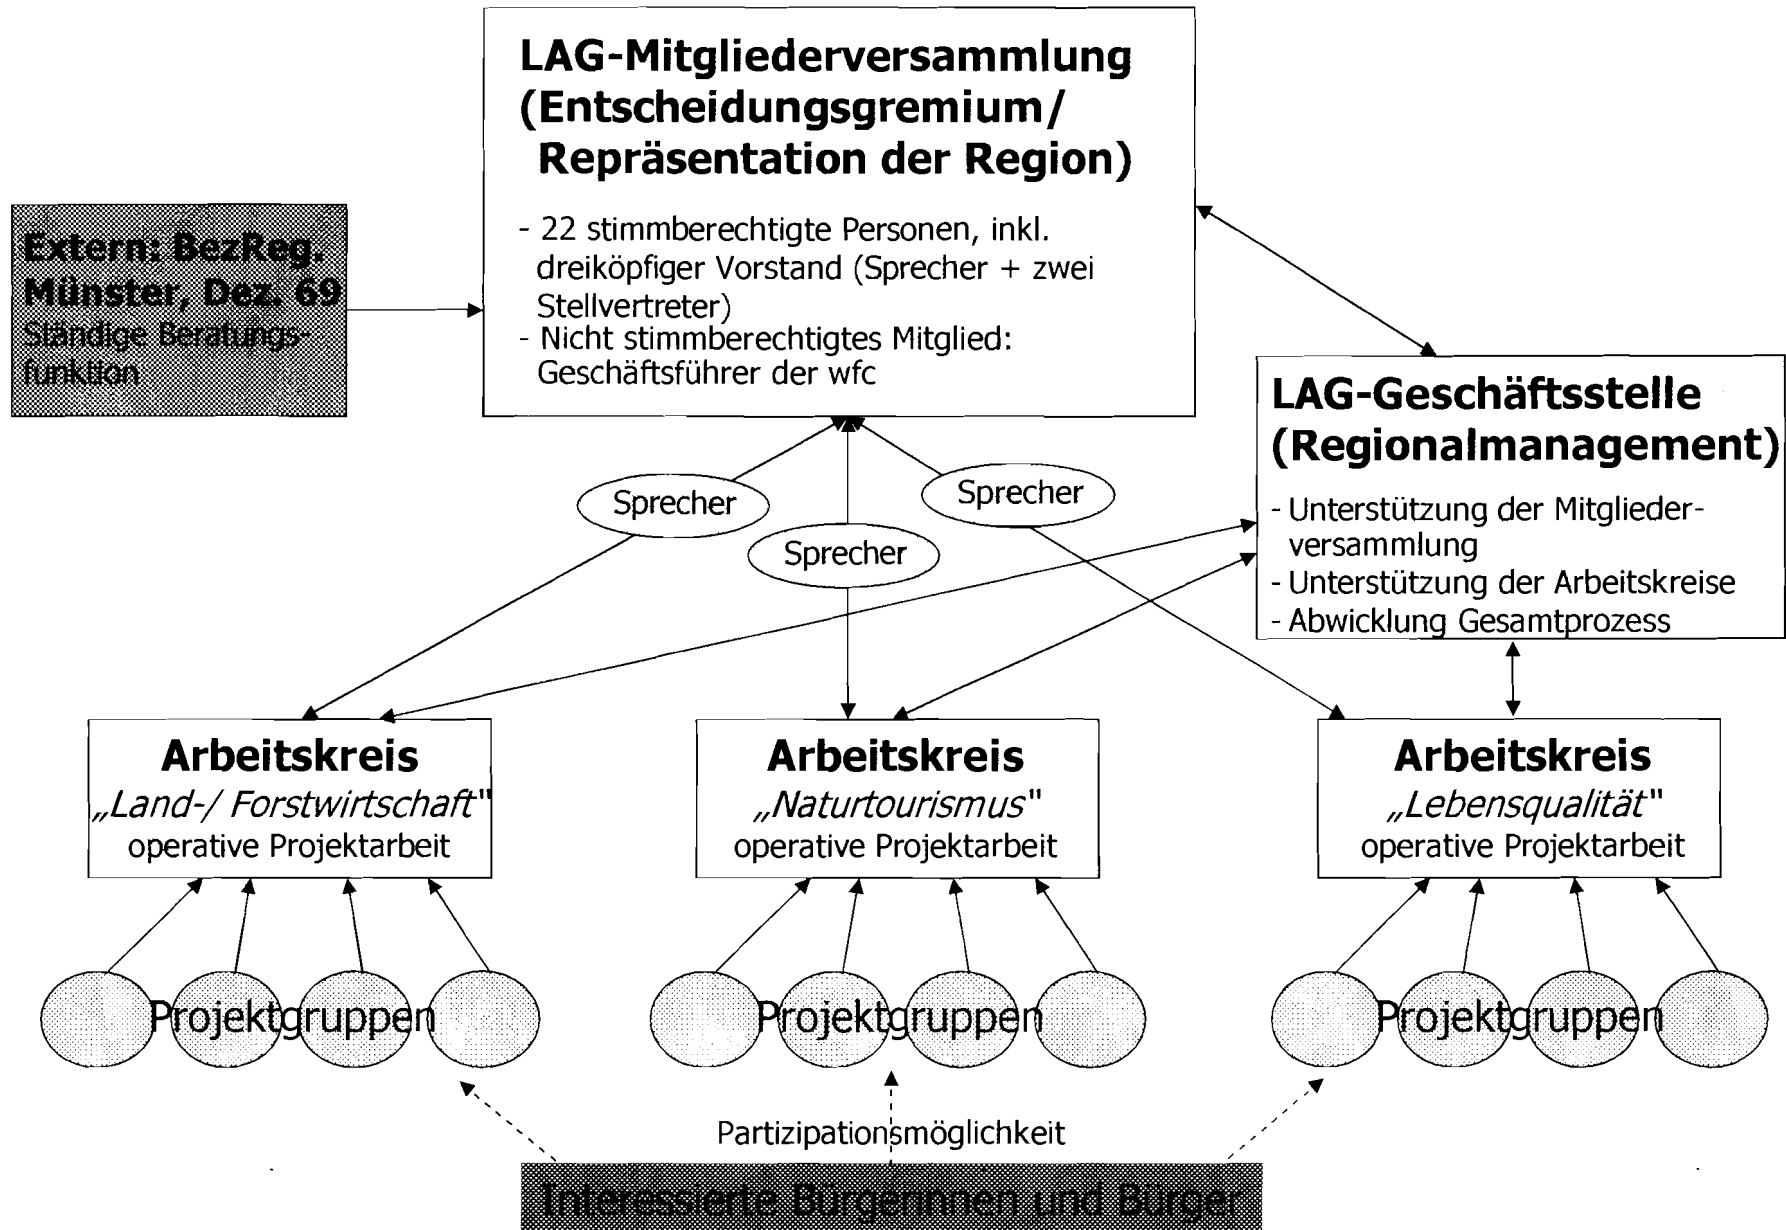 LAG-Mitgliederversammlung
(Entscheidungsgremium/
Repräsentation der Region)
- 22 stimmberechtigte Personen, inkl.
dreiköpfiger Vorstand (Sprecher + zwei
Stellvertreter)
- Nicht stimmberechtigtes Mitglied:
Geschäftsführer der wfc
Extern: BezReg.
Münster, Dez. 69
Ständige Beratungs-
funktion
LAG-Geschäftsstelle
(Regionalmanagement)
- Unterstützung der Mitglieder-
versammlung
- Unterstützung der Arbeitskreise
- Abwicklung Gesamtprozess
Sprecher
Sprecher
Sprecher
Arbeitskreis
„Land-/ Forstwirtschaft"
operative Projektarbeit
Arbeitskreis
„Naturtourismus"
operative Projektarbeit
Arbeitskreis
„Lebensqualität"
operative Projektarbeit
Projektgruppen
Projektgruppen
Projektgruppen
Partizipationsmöglichkeit
Interessierte Bürgerinnen und Bürger